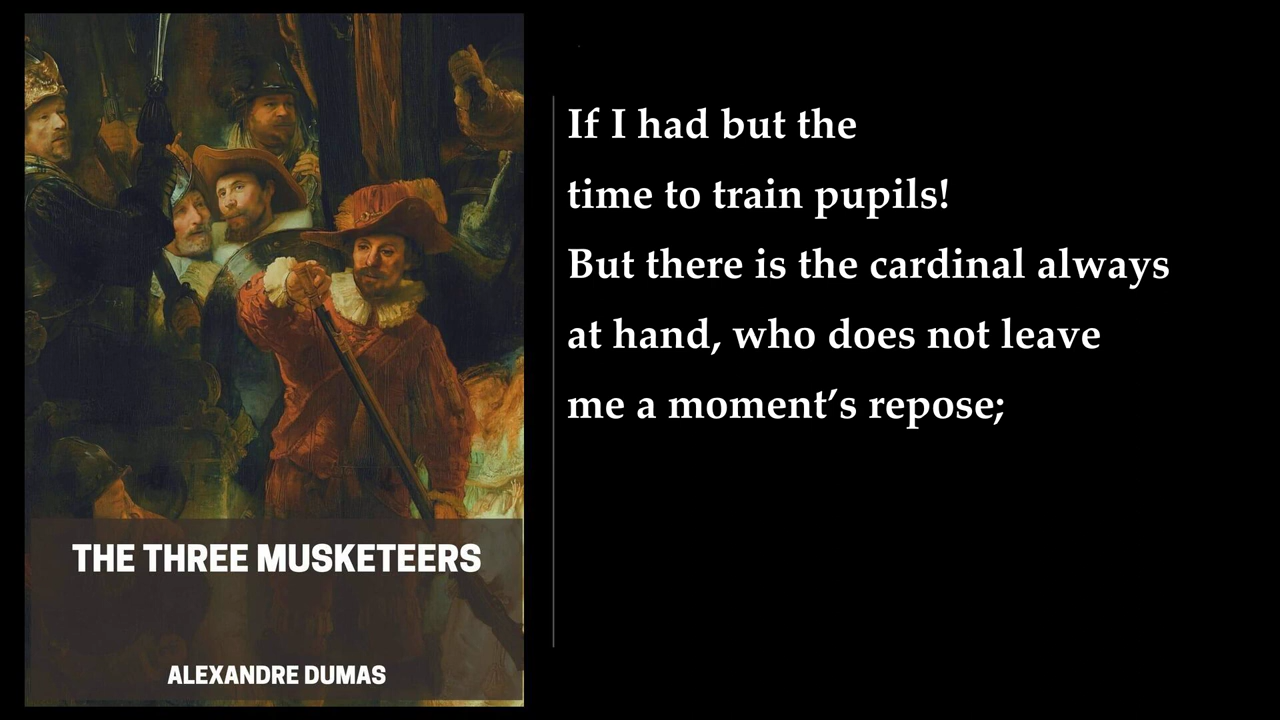 THE THREE MUSKETEERS
ALEXANDRE DUMAS
If I had but the
time to train pupils!
But there is the cardinal always
at hand, who does not leave
me a moment’s repose;